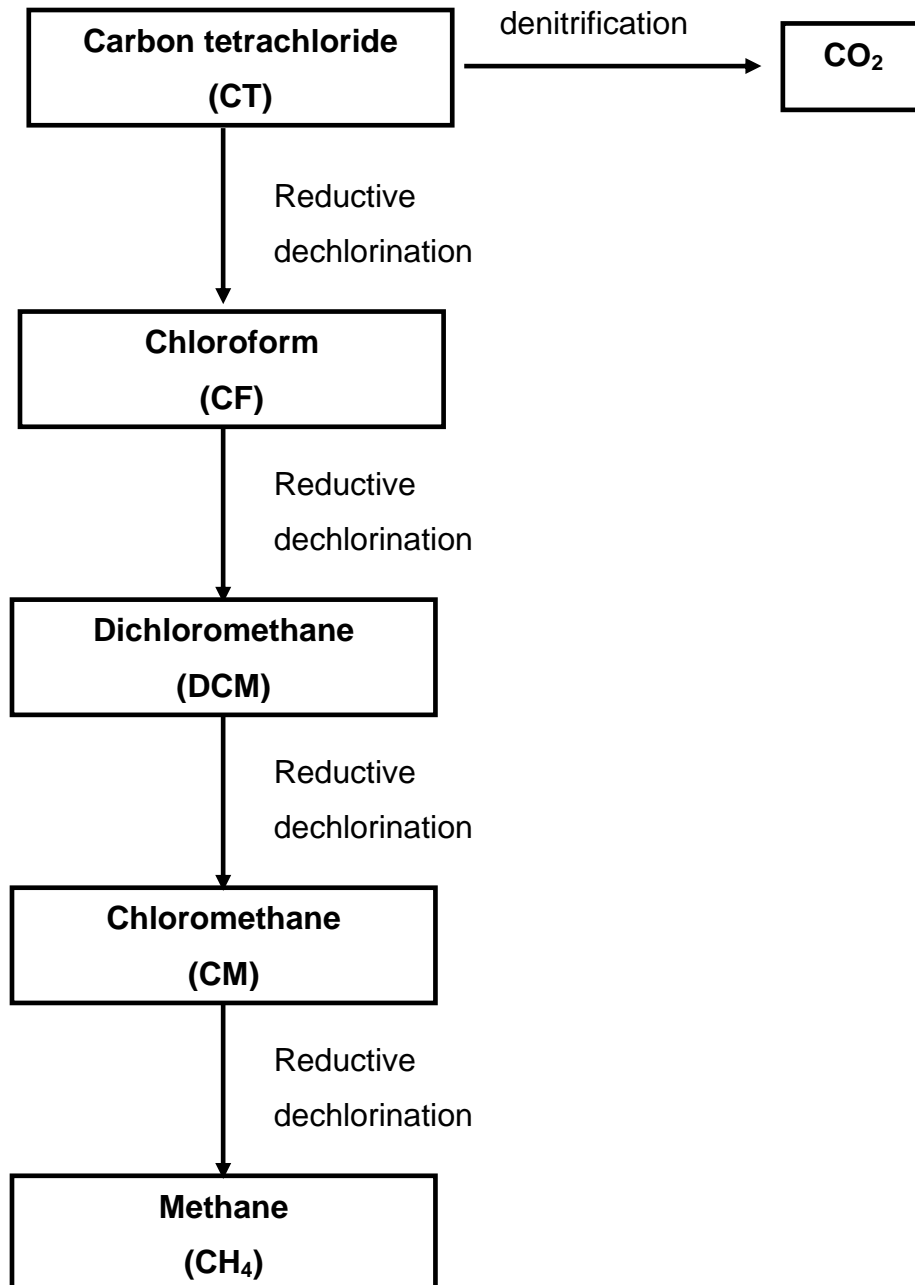 Carbon tetrachloride
(CT)
denitrification
CO₂
Reductive
dechlorination
Chloroform
(CF)
Reductive
dechlorination
Dichloromethane
(DCM)
Reductive
dechlorination
Chloromethane
(CM)
Reductive
dechlorination
Methane
(CH₄)